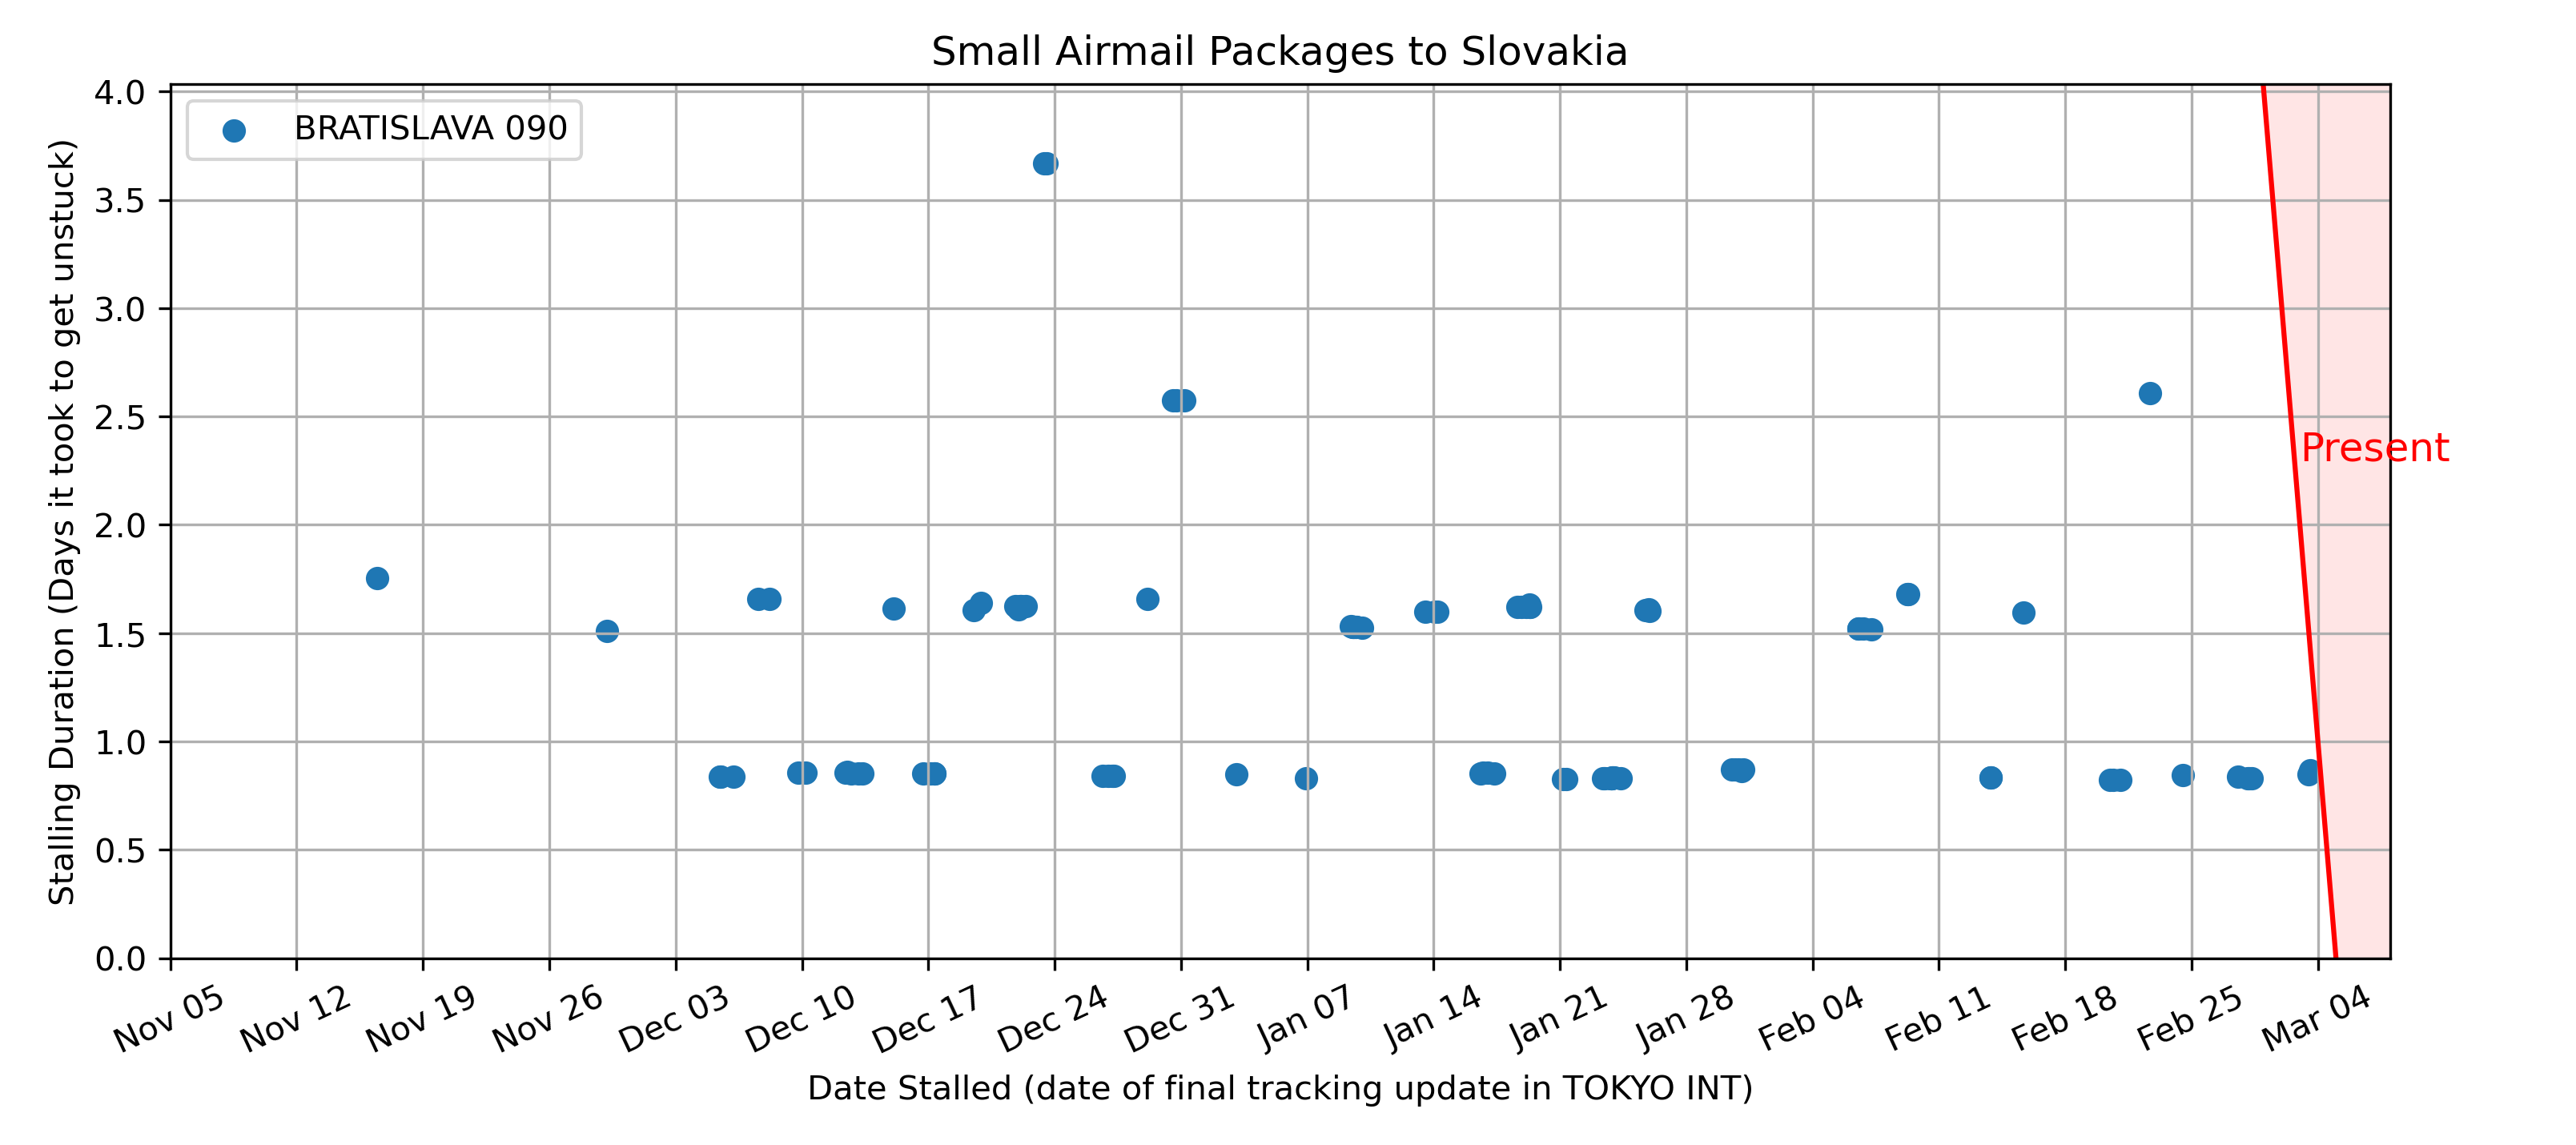 Small Airmail Packages to Slovakia
BRATISLAVA 090
Stalling Duration (Days it took to get unstuck)
4.0
3.5
3.0
2.5
2.0
1.5
1.0
0.5
0.0
Present
Nov 05
Nov 12
Nov 19
Nov 26
Dec 03
Dec 10
Dec 17
Dec 24
Dec 31
Jan 07
Jan 14
Jan 21
Jan 28
Feb 04
Feb 11
Feb 18
Feb 25
Mar 04
Date Stalled (date of final tracking update in TOKYO INT)